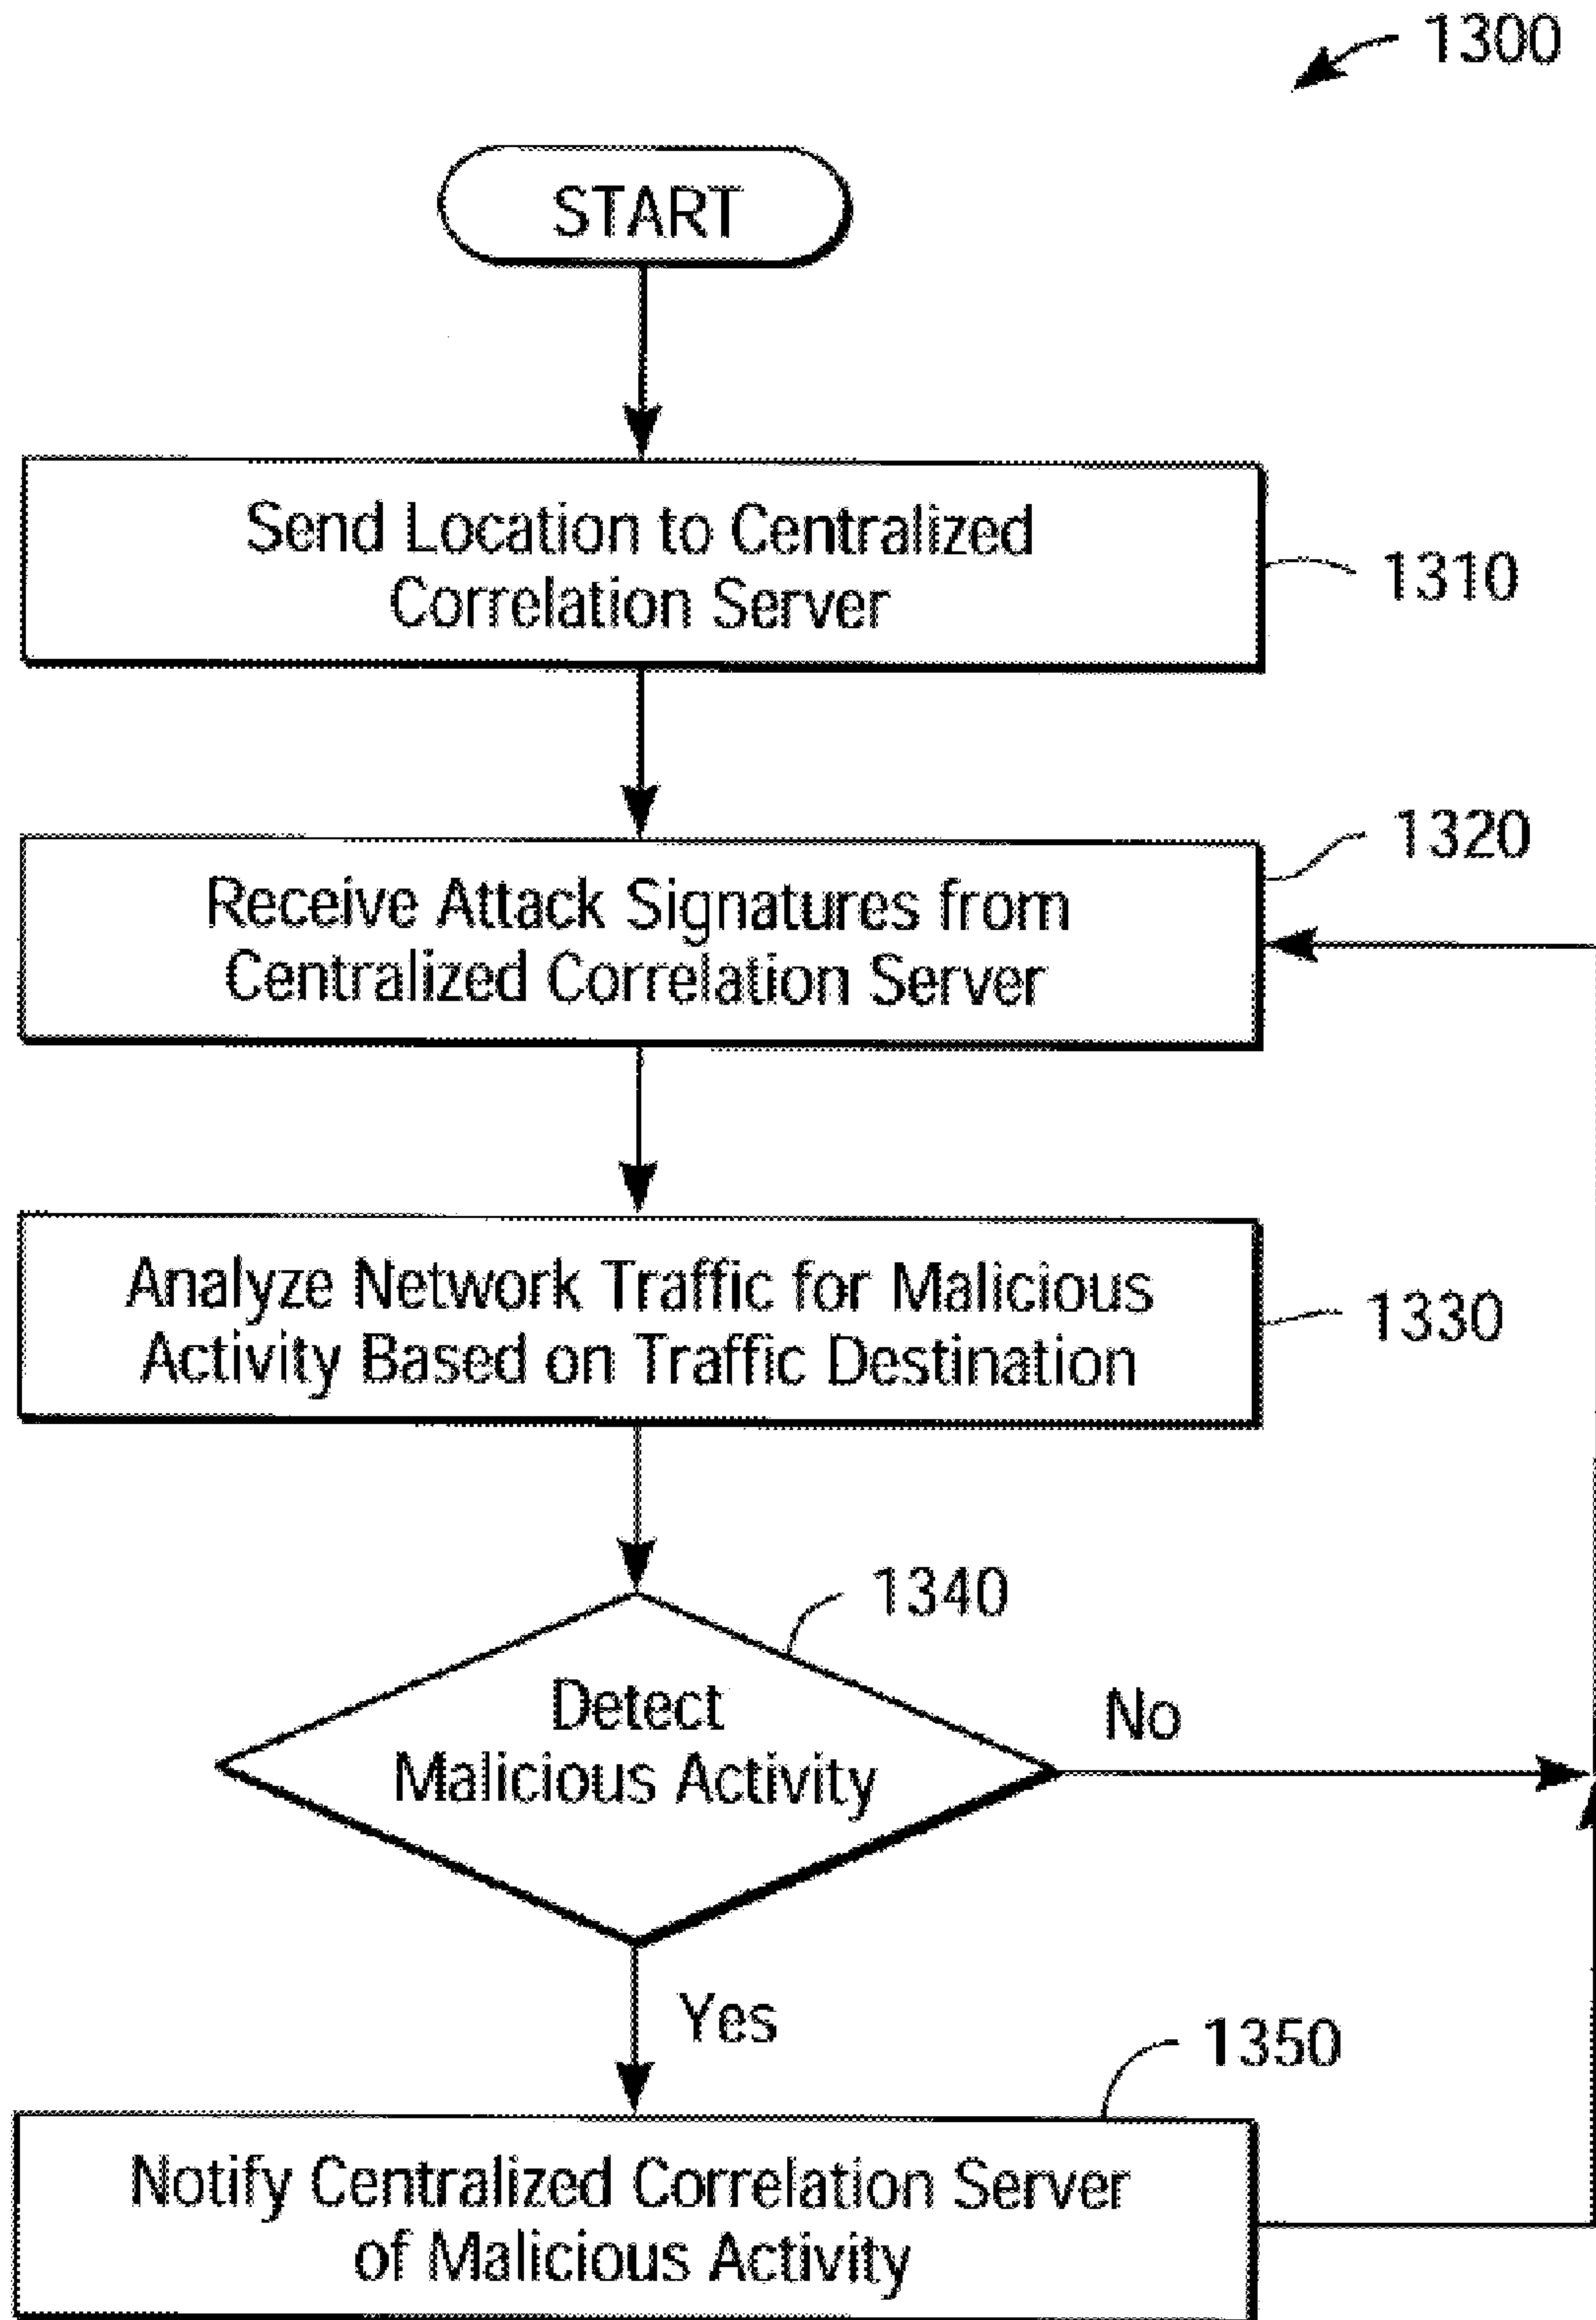 1300
START
Send Location to Centralized
Correlation Server
1310
1320
Receive Attack Signatures from
Centralized Correlation Server
Analyze Network Traffic for Malicious
Activity Based on Traffic Destination
1330
1340
Detect
Malicious Activity
No
Yes
1350
Notify Centralized Correlation Server
of Malicious Activity